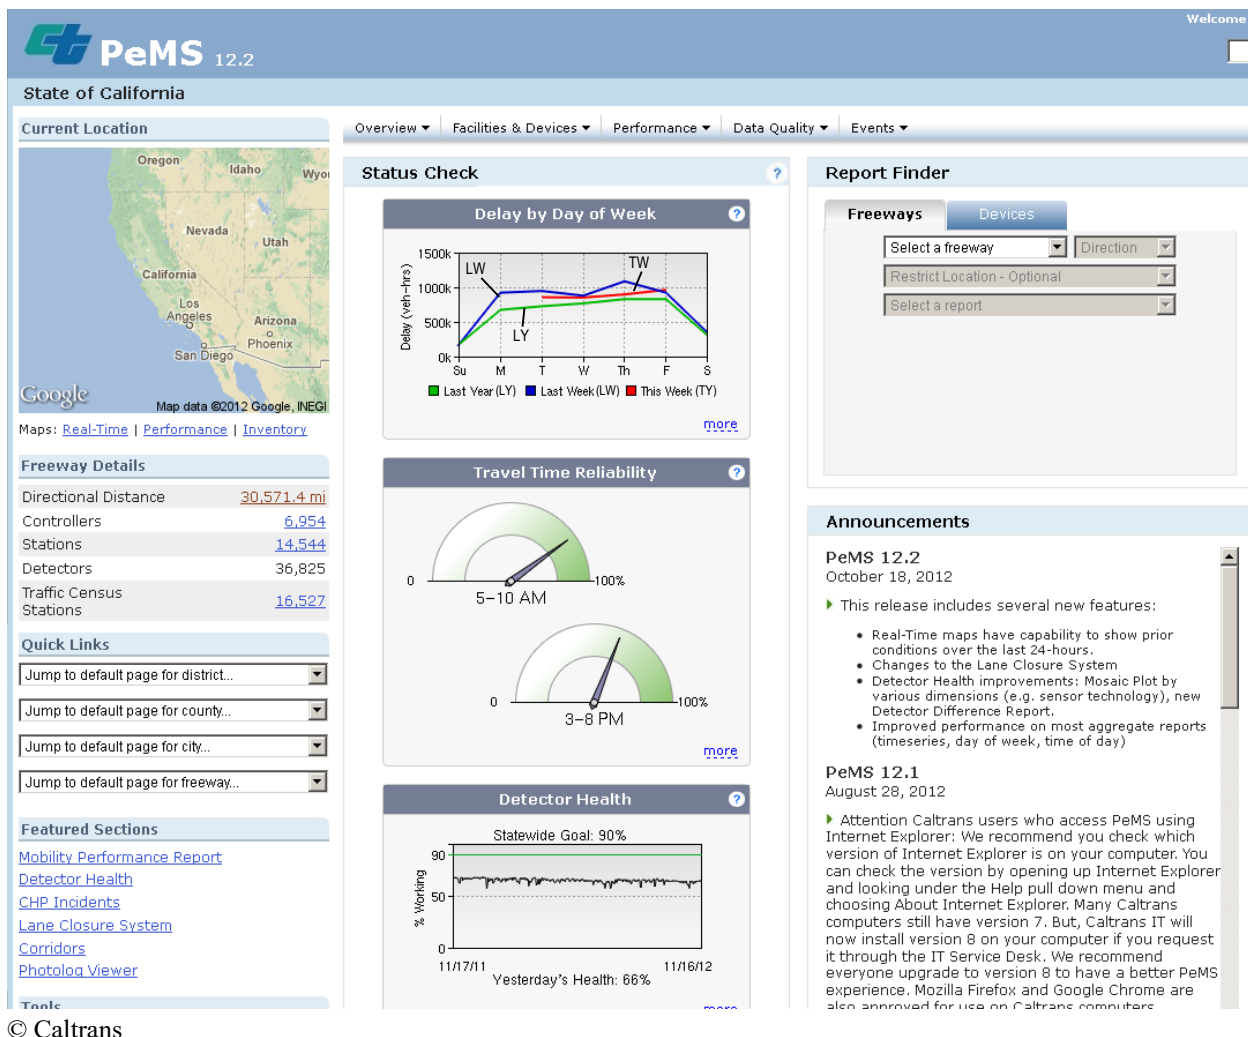 Welcome
PeMS 12.2
State of California
Current Location
Oregon
Idaho
Wyo
Nevada
Utah
California
Los
Angeles
Arizona
Phoenix
San Diego
Google
Map data ©2012 Google, INEGI
Maps: Real-Time | Performance | Inventory
Freeway Details
Directional Distance 30,571.4 mi
Controllers 6,954
Stations 14,544
Detectors 36,825
Traffic Census
Stations 16,527
Quick Links
Jump to default page for district...
Jump to default page for county...
Jump to default page for city...
Jump to default page for freeway...
Featured Sections
Mobility Performance Report
Detector Health
CHP Incidents
Lane Closure System
Corridors
Photolog Viewer
Tools
Overview Facilities & Devices Performance Data Quality Events
Status Check ?
Delay by Day of Week ?
Delay (veh-hrs)
1500k
1000k
500k
0k
LW
TW
LY
Su M T W Th F S
Last Year (LY) Last Week (LW) This Week (TY)
more
Travel Time Reliability ?
0 100%
5-10 AM
0 100%
3-8 PM
more
Detector Health ?
Statewide Goal: 90%
% Working
90
50
0
11/17/11 11/16/12
Yesterday's Health: 66%
more
Report Finder
Freeways Devices
Select a freeway Direction
Restrict Location - Optional
Select a report
Announcements
PeMS 12.2
October 18, 2012
This release includes several new features:
• Real-Time maps have capability to show prior
conditions over the last 24-hours.
• Changes to the Lane Closure System
• Detector Health improvements: Mosaic Plot by
various dimensions (e.g. sensor technology), new
Detector Difference Report.
• Improved performance on most aggregate reports
(timeseries, day of week, time of day)
PeMS 12.1
August 28, 2012
Attention Caltrans users who access PeMS using
Internet Explorer: We recommend you check which
version of Internet Explorer is on your computer. You
can check the version by opening up Internet Explorer
and looking under the Help pull down menu and
choosing About Internet Explorer. Many Caltrans
computers still have version 7. But, Caltrans IT will
now install version 8 on your computer if you request
it through the IT Service Desk. We recommend
everyone upgrade to version 8 to have a better PeMS
experience. Mozilla Firefox and Google Chrome are
also approved for use on Caltrans computers
© Caltrans